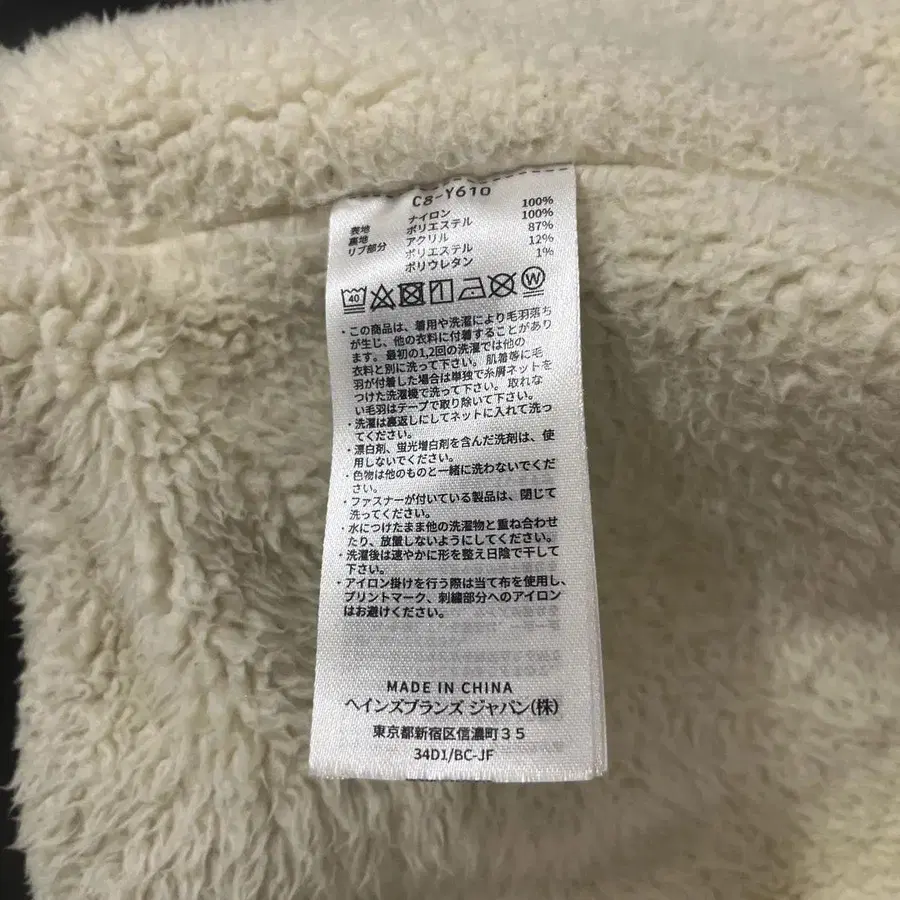 C8-Y610
表地 ナイロン 100%
裏地 ポリエステル 100%
リブ部分 アクリル 87%
ポリエステル 12%
ポリウレタン 1%
40 W
・この商品は、着用や洗濯により毛羽落ち
が生じ、他の衣料に付着することがあり
ます。最初の1,2回の洗濯では他の
衣料と別に洗って下さい。肌着等に毛
羽が付着した場合は単独で糸屑ネットを
つけた洗濯機で洗って下さい。取れな
い毛羽はテープで取り除いて下さい。
・洗濯は裏返しにしてネットに入れて洗っ
てください。
・漂白剤、蛍光増白剤を含んだ洗剤は、使
用しないでください。
・色物は他のものと一緒に洗わないでくだ
さい。
・ファスナーが付いている製品は、閉じて
洗ってください。
・水につけたまま他の洗濯物と重ね合わせ
たり、放置しないようにしてください。
・洗濯後は速やかに形を整え日陰で干して
下さい。
・アイロン掛けを行う際は当て布を使用し、
プリントマーク、刺繍部分へのアイロン
はお避けください。
MADE IN CHINA
ヘインズブランズ ジャパン(株)
東京都新宿区信濃町35
34D1/BC-JF